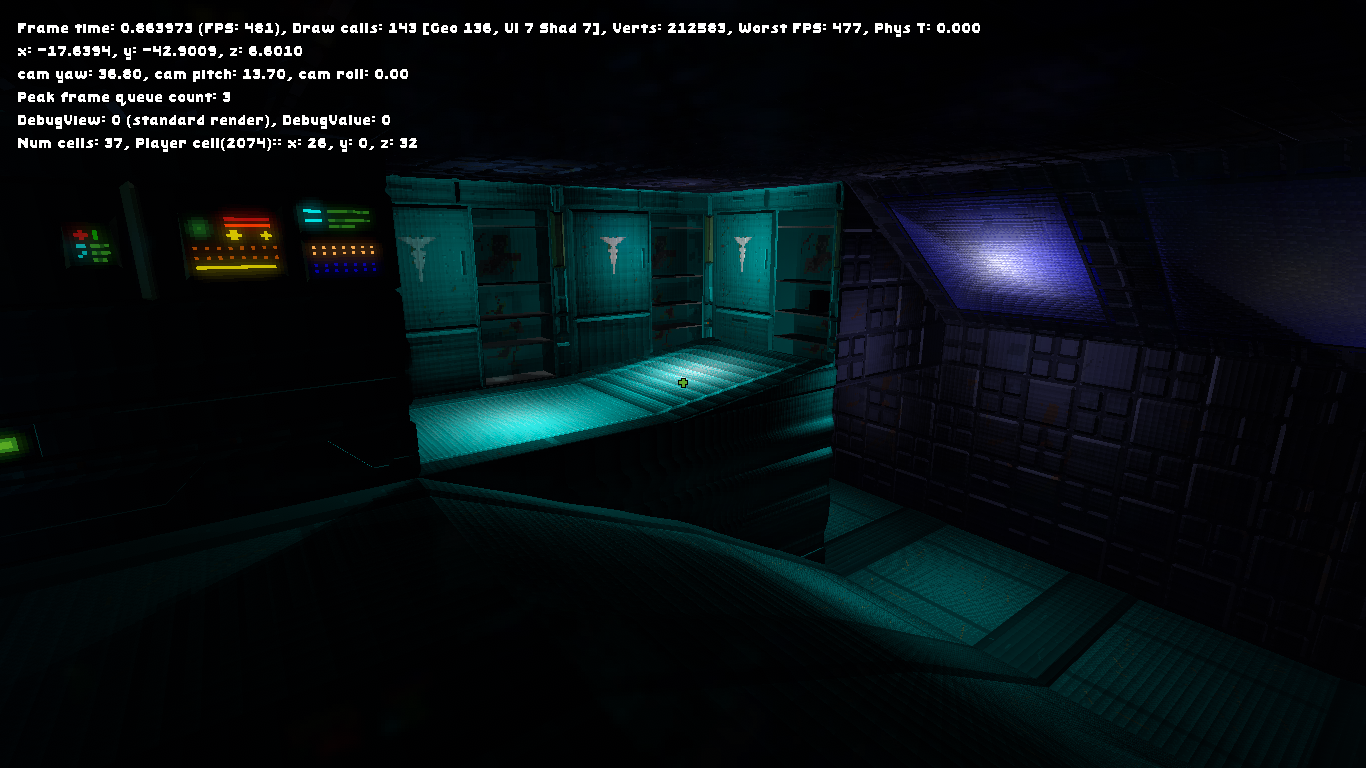 Frame time: 0.863973 (FPS: 481), Draw calls: 143 [Geo 136, UI 7 Shad 7], Verts: 212583, Worst FPS: 477, Phys T: 0.000
x: -17.6394, y: -42.9009, z: 6.6010
cam yaw: 36.80, cam pitch: 13.70, cam roll: 0.00
Peak frame queue count: 3
DebugView: 0 (standard render), DebugValue: 0
Num cells: 37, Player cell(2074):: x: 26, y: 0, z: 32